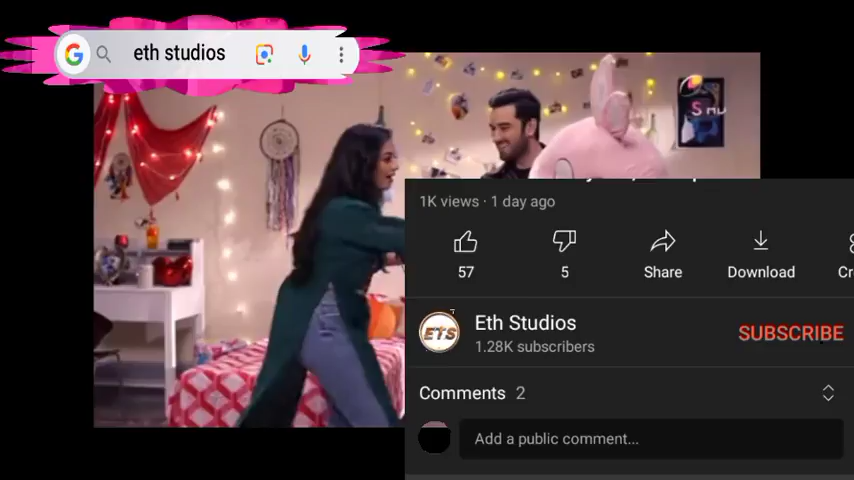 eth studios
1K views · 1 day ago
57
5
Share
Download
Eth Studios
ETS
1.28K subscribers
SUBSCRIBE
Comments 2
Add a public comment...